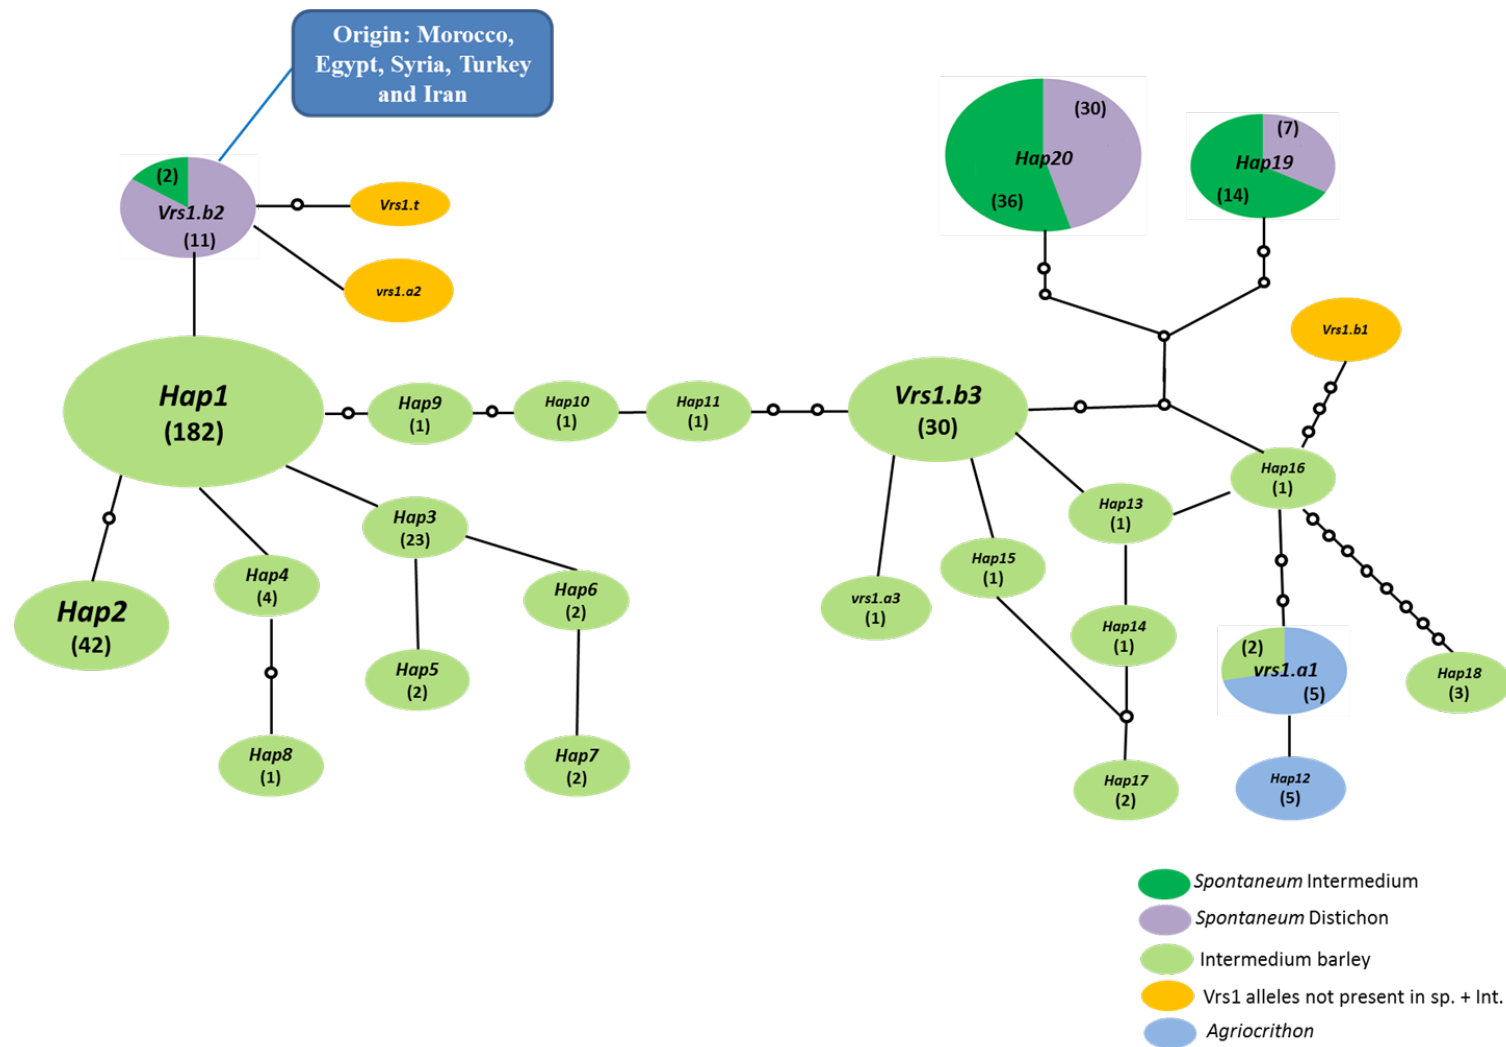 Origin: Morocco,
Egypt, Syria, Turkey
and Iran
(2)
Vrs1.b2
(11)
Vrs1.t
vrs1.a2
(30)
Hap20
(36)
(7)
Hap19
(14)
Vrs1.b1
Hap1
(182)
Hap9
(1)
Hap10
(1)
Hap11
(1)
Vrs1.b3
(30)
Hap16
(1)
Hap3
(23)
Hap13
(1)
Hap4
(4)
Hap15
(1)
Hap6
(2)
vrs1.a3
(1)
Hap2
(42)
Hap14
(1)
Hap5
(2)
(2)
vrs1.a1
(5)
Hap18
(3)
Hap8
(1)
Hap7
(2)
Hap17
(2)
Hap12
(5)
Spontaneum Intermedium
Spontaneum Distichon
Intermedium barley
Vrs1 alleles not present in sp. + Int.
Agriocrithon